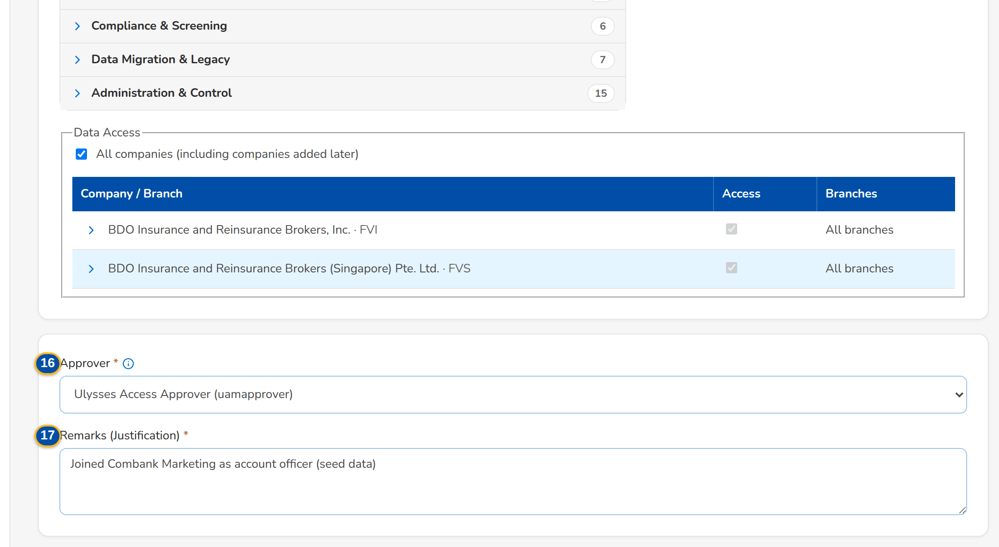 Compliance & Screening 6
Data Migration & Legacy 7
Administration & Control 15
Data Access
All companies (including companies added later)
Company / Branch Access Branches
BDO Insurance and Reinsurance Brokers, Inc. · FVI All branches
BDO Insurance and Reinsurance Brokers (Singapore) Pte. Ltd. · FVS All branches
16 Approver *
Ulysses Access Approver (uamapprover)
17 Remarks (Justification) *
Joined Combank Marketing as account officer (seed data)